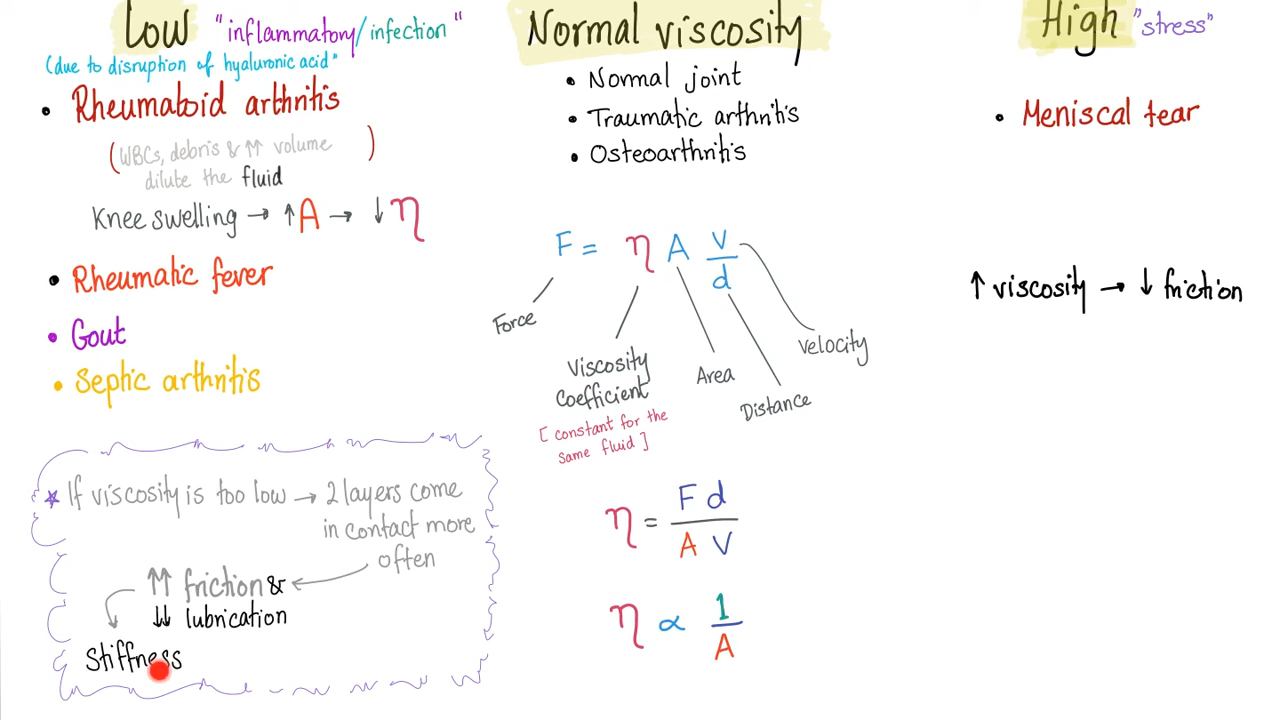 Low "inflammatory/infection"
(due to disruption of hyaluronic acid"
• Rheumatoid arthritis
(WBCs, debris & ↑↑ volume
dilute the fluid)
Knee swelling → ↑A → ↓η
• Rheumatic fever
• Gout
• Septic arthritis
★ If viscosity is too low → 2 layers come
in contact more
often
↑↑ friction &
↓↓ lubrication
Stiffness
Normal viscosity
• Normal joint
• Traumatic arthritis
• Osteoarthritis
F = η A v/d
Force
Viscosity
Coefficient
[constant for the
same fluid]
Area
Distance
Velocity
η = F d / A V
η ∝ 1/A
High "stress"
• Meniscal tear
↑ viscosity → ↓ friction